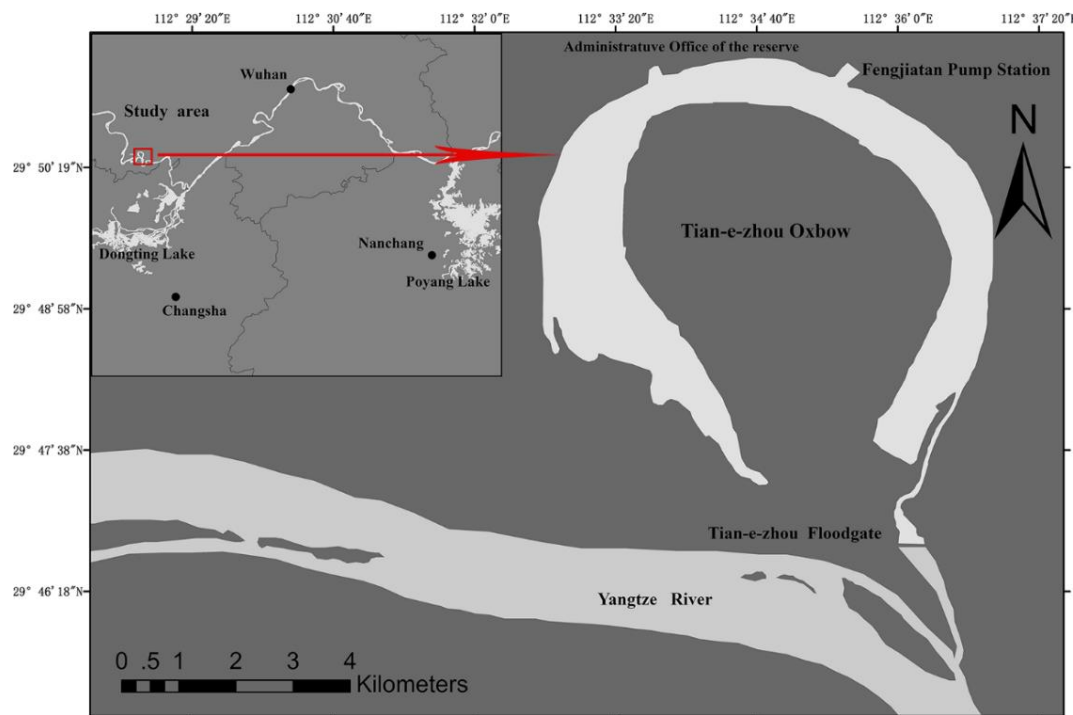 112° 29′20″E 112° 30′40″E 112° 32′0″E 112° 33′20″E 112° 34′40″E 112° 36′0″E 112° 37′20″E
Administratuve Office of the reserve
Fengjiatan Pump Station
Wuhan
Study area
N
29° 50′19″N
Tian-e-zhou Oxbow
Nanchang
Dongting Lake
Poyang Lake
Changsha
29° 48′58″N
29° 47′38″N
Tian-e-zhou Floodgate
29° 46′18″N
Yangtze River
0 .5 1 2 3 4
Kilometers